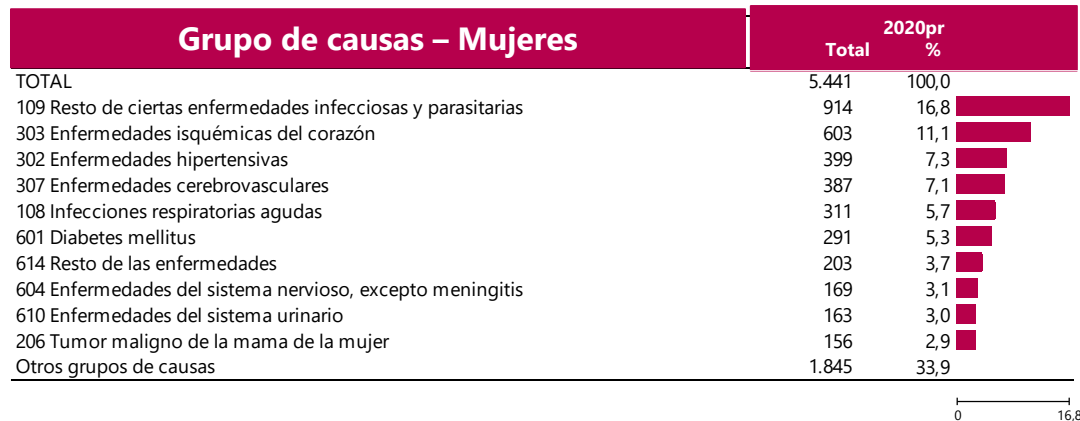 Grupo de causas – Mujeres
2020pr
Total %
TOTAL 5.441 100,0
109 Resto de ciertas enfermedades infecciosas y parasitarias 914 16,8
303 Enfermedades isquémicas del corazón 603 11,1
302 Enfermedades hipertensivas 399 7,3
307 Enfermedades cerebrovasculares 387 7,1
108 Infecciones respiratorias agudas 311 5,7
601 Diabetes mellitus 291 5,3
614 Resto de las enfermedades 203 3,7
604 Enfermedades del sistema nervioso, excepto meningitis 169 3,1
610 Enfermedades del sistema urinario 163 3,0
206 Tumor maligno de la mama de la mujer 156 2,9
Otros grupos de causas 1.845 33,9
0 16,8